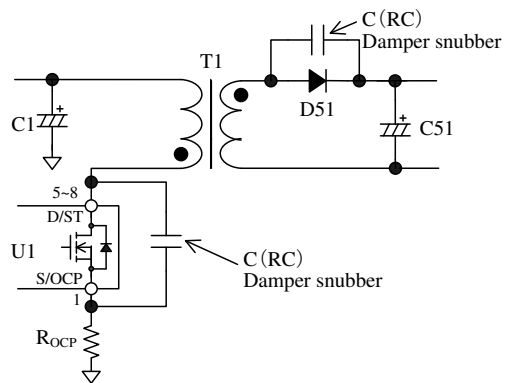 C（RC）
Damper snubber
T1
D51
C1
C51
5~8
D/ST
U1
S/OCP
1
C（RC）
Damper snubber
ROCP